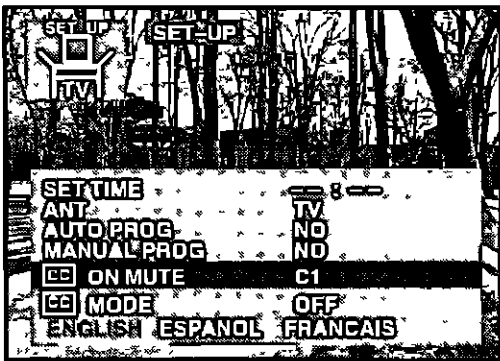 SET UP
SET-UP
TV
SET TIME -- : --
ANT TV
AUTO PROG NO
MANUAL PROG NO
CC ON MUTE C1
CC MODE OFF
ENGLISH ESPANOL FRANCAIS